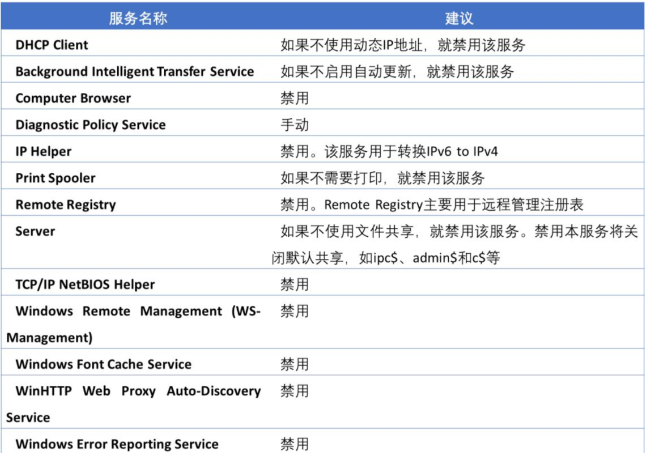 服务名称 建议
DHCP Client 如果不使用动态IP地址，就禁用该服务
Background Intelligent Transfer Service 如果不启用自动更新，就禁用该服务
Computer Browser 禁用
Diagnostic Policy Service 手动
IP Helper 禁用。该服务用于转换IPv6 to IPv4
Print Spooler 如果不需要打印，就禁用该服务
Remote Registry 禁用。Remote Registry主要用于远程管理注册表
Server 如果不使用文件共享，就禁用该服务。禁用本服务将关
闭默认共享，如ipc$、admin$和c$等
TCP/IP NetBIOS Helper 禁用
Windows Remote Management (WS- 禁用
Management)
Windows Font Cache Service 禁用
WinHTTP Web Proxy Auto-Discovery 禁用
Service
Windows Error Reporting Service 禁用